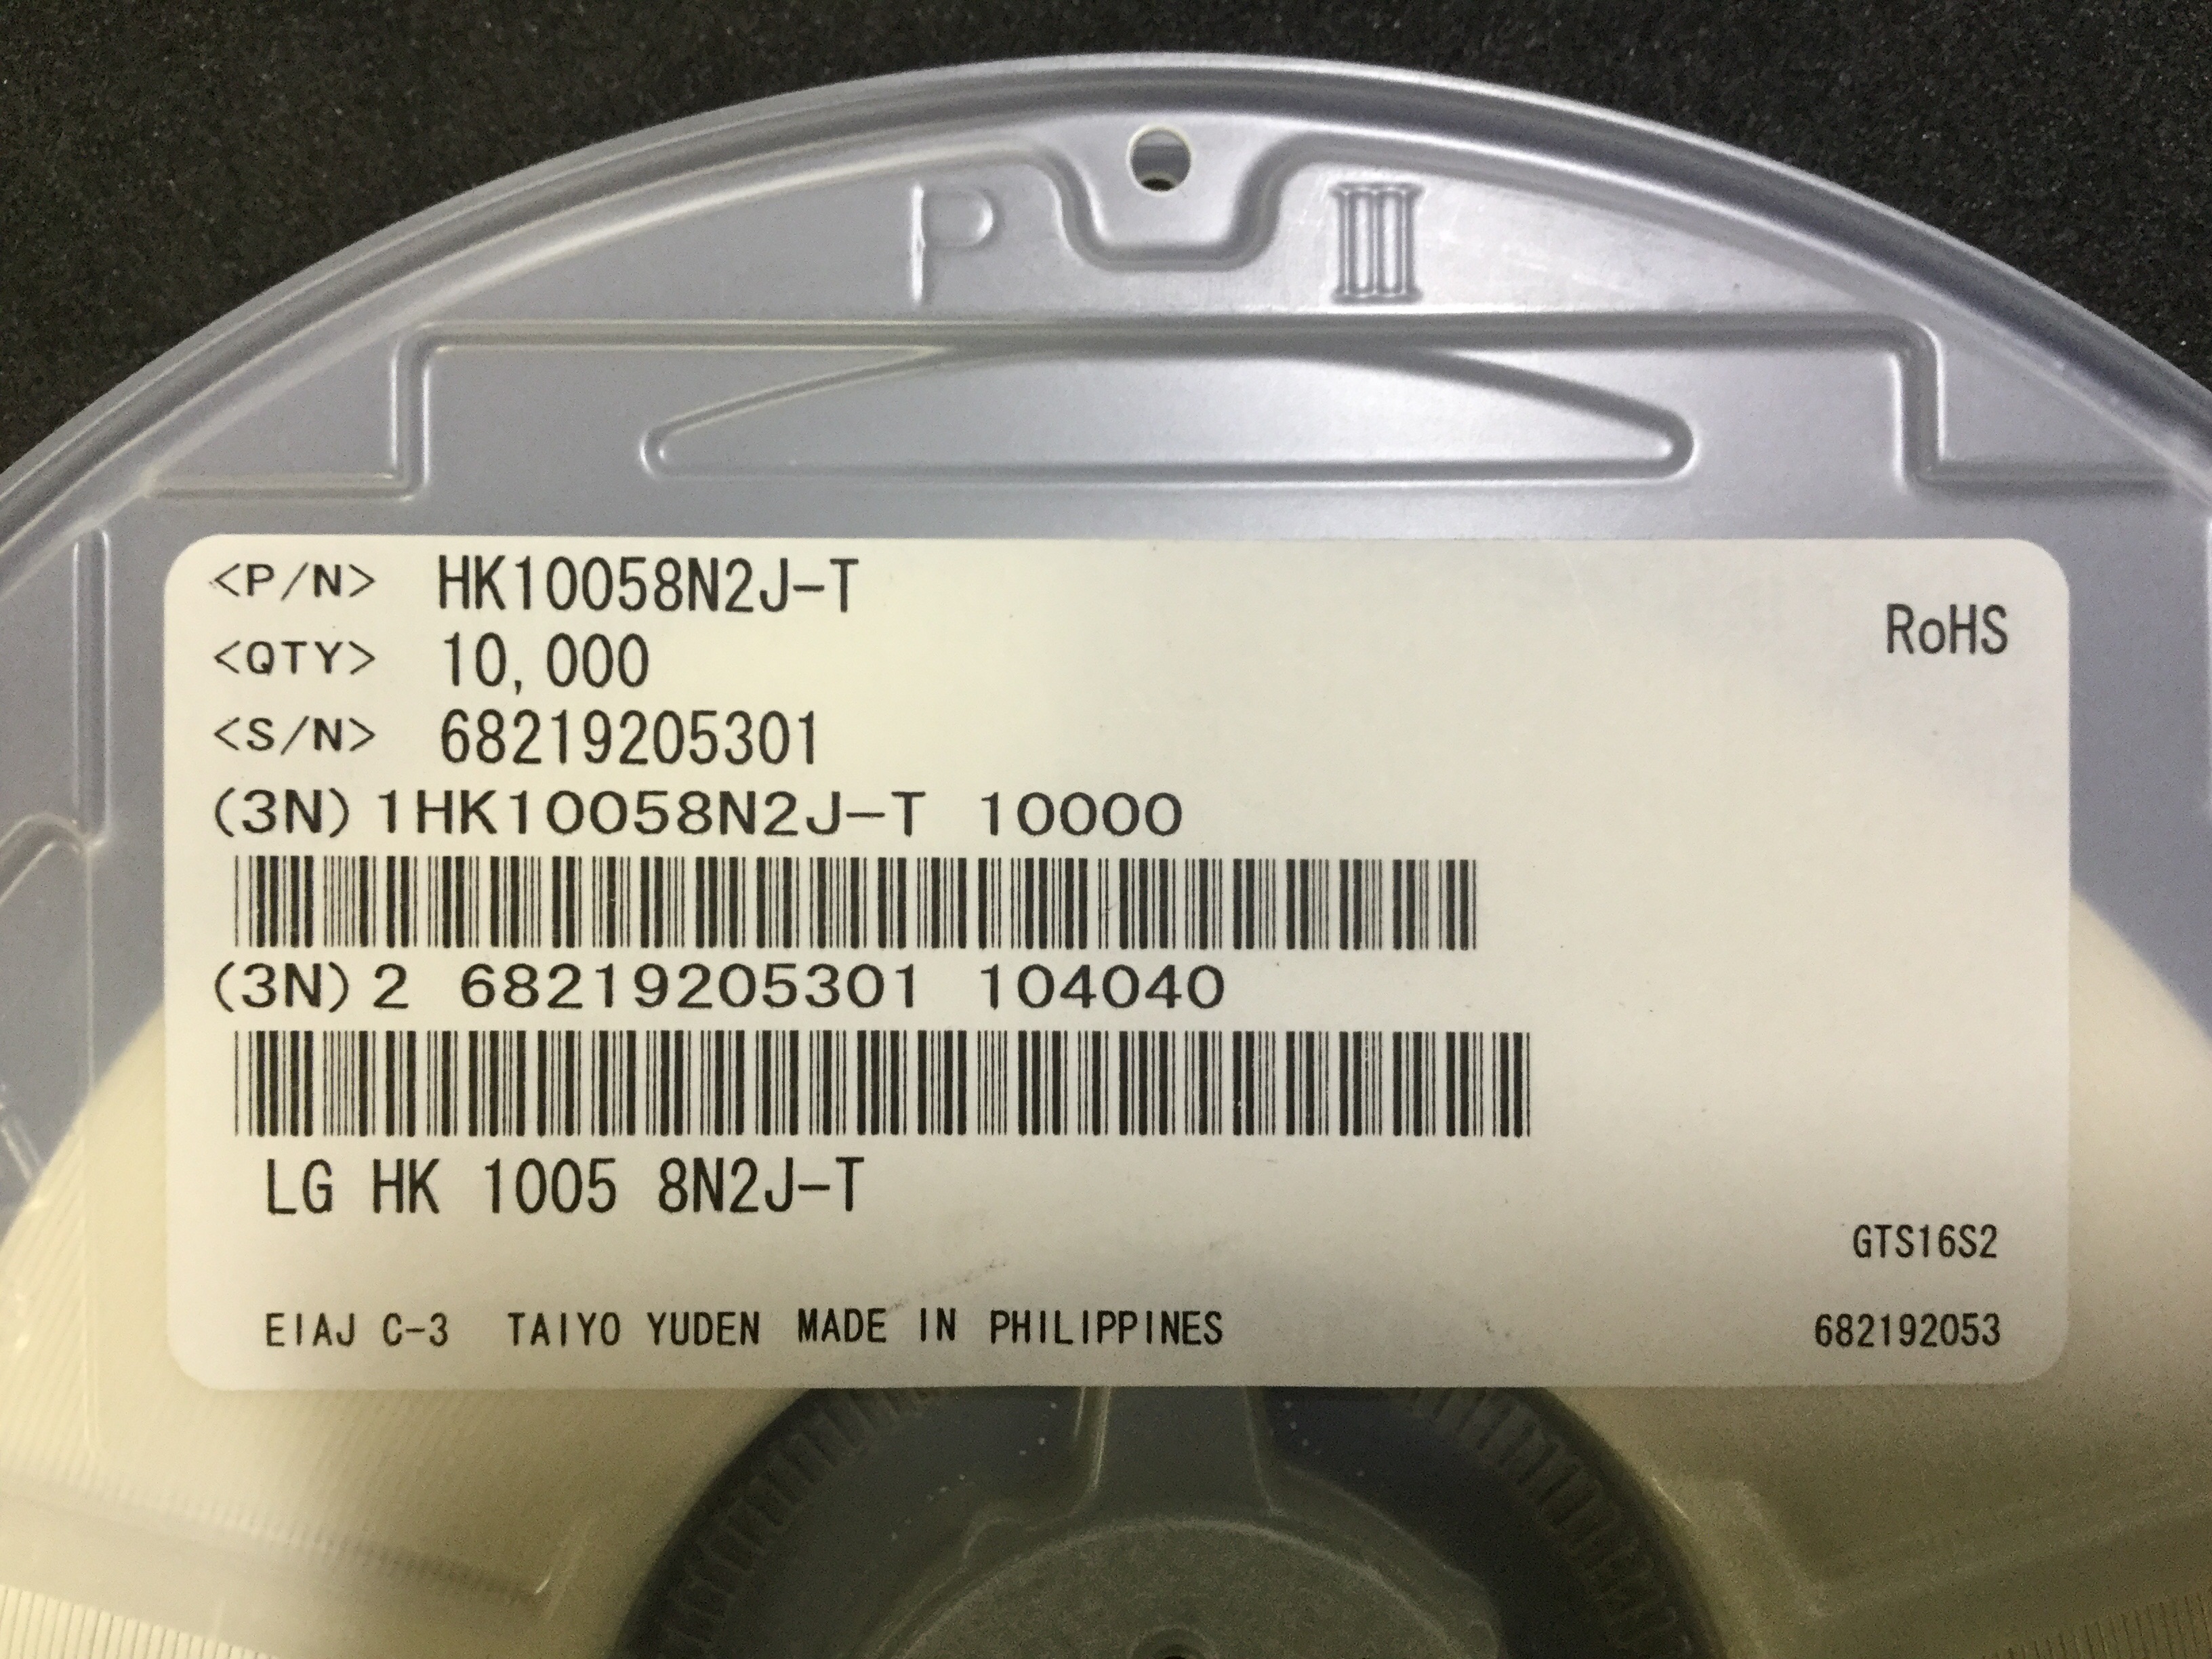 P III
<P/N> HK10058N2J-T
RoHS
<QTY> 10,000
<S/N> 68219205301
(3N)1HK10058N2J-T 10000
(3N)2 68219205301 104040
LG HK 1005 8N2J-T
GTS16S2
EIAJ C-3 TAIYO YUDEN MADE IN PHILIPPINES
682192053